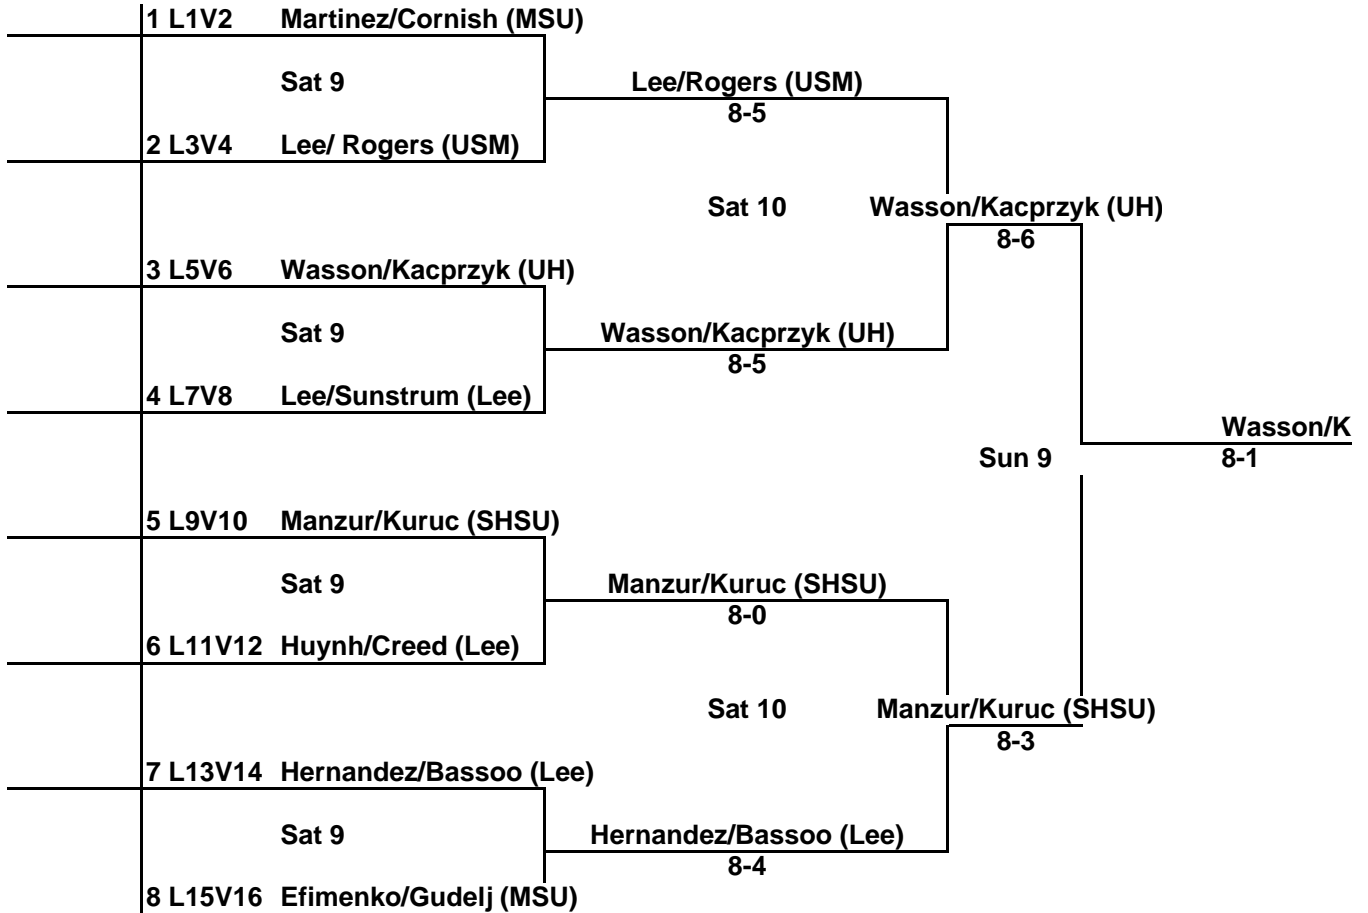 1 L1V2 Martinez/Cornish (MSU)
Sat 9 Lee/Rogers (USM)
8-5
2 L3V4 Lee/ Rogers (USM)
Sat 10 Wasson/Kacprzyk (UH)
8-6
3 L5V6 Wasson/Kacprzyk (UH)
Sat 9 Wasson/Kacprzyk (UH)
8-5
4 L7V8 Lee/Sunstrum (Lee)
Wasson/K
Sun 9 8-1
5 L9V10 Manzur/Kuruc (SHSU)
Sat 9 Manzur/Kuruc (SHSU)
8-0
6 L11V12 Huynh/Creed (Lee)
Sat 10 Manzur/Kuruc (SHSU)
8-3
7 L13V14 Hernandez/Bassoo (Lee)
Sat 9 Hernandez/Bassoo (Lee)
8-4
8 L15V16 Efimenko/Gudelj (MSU)